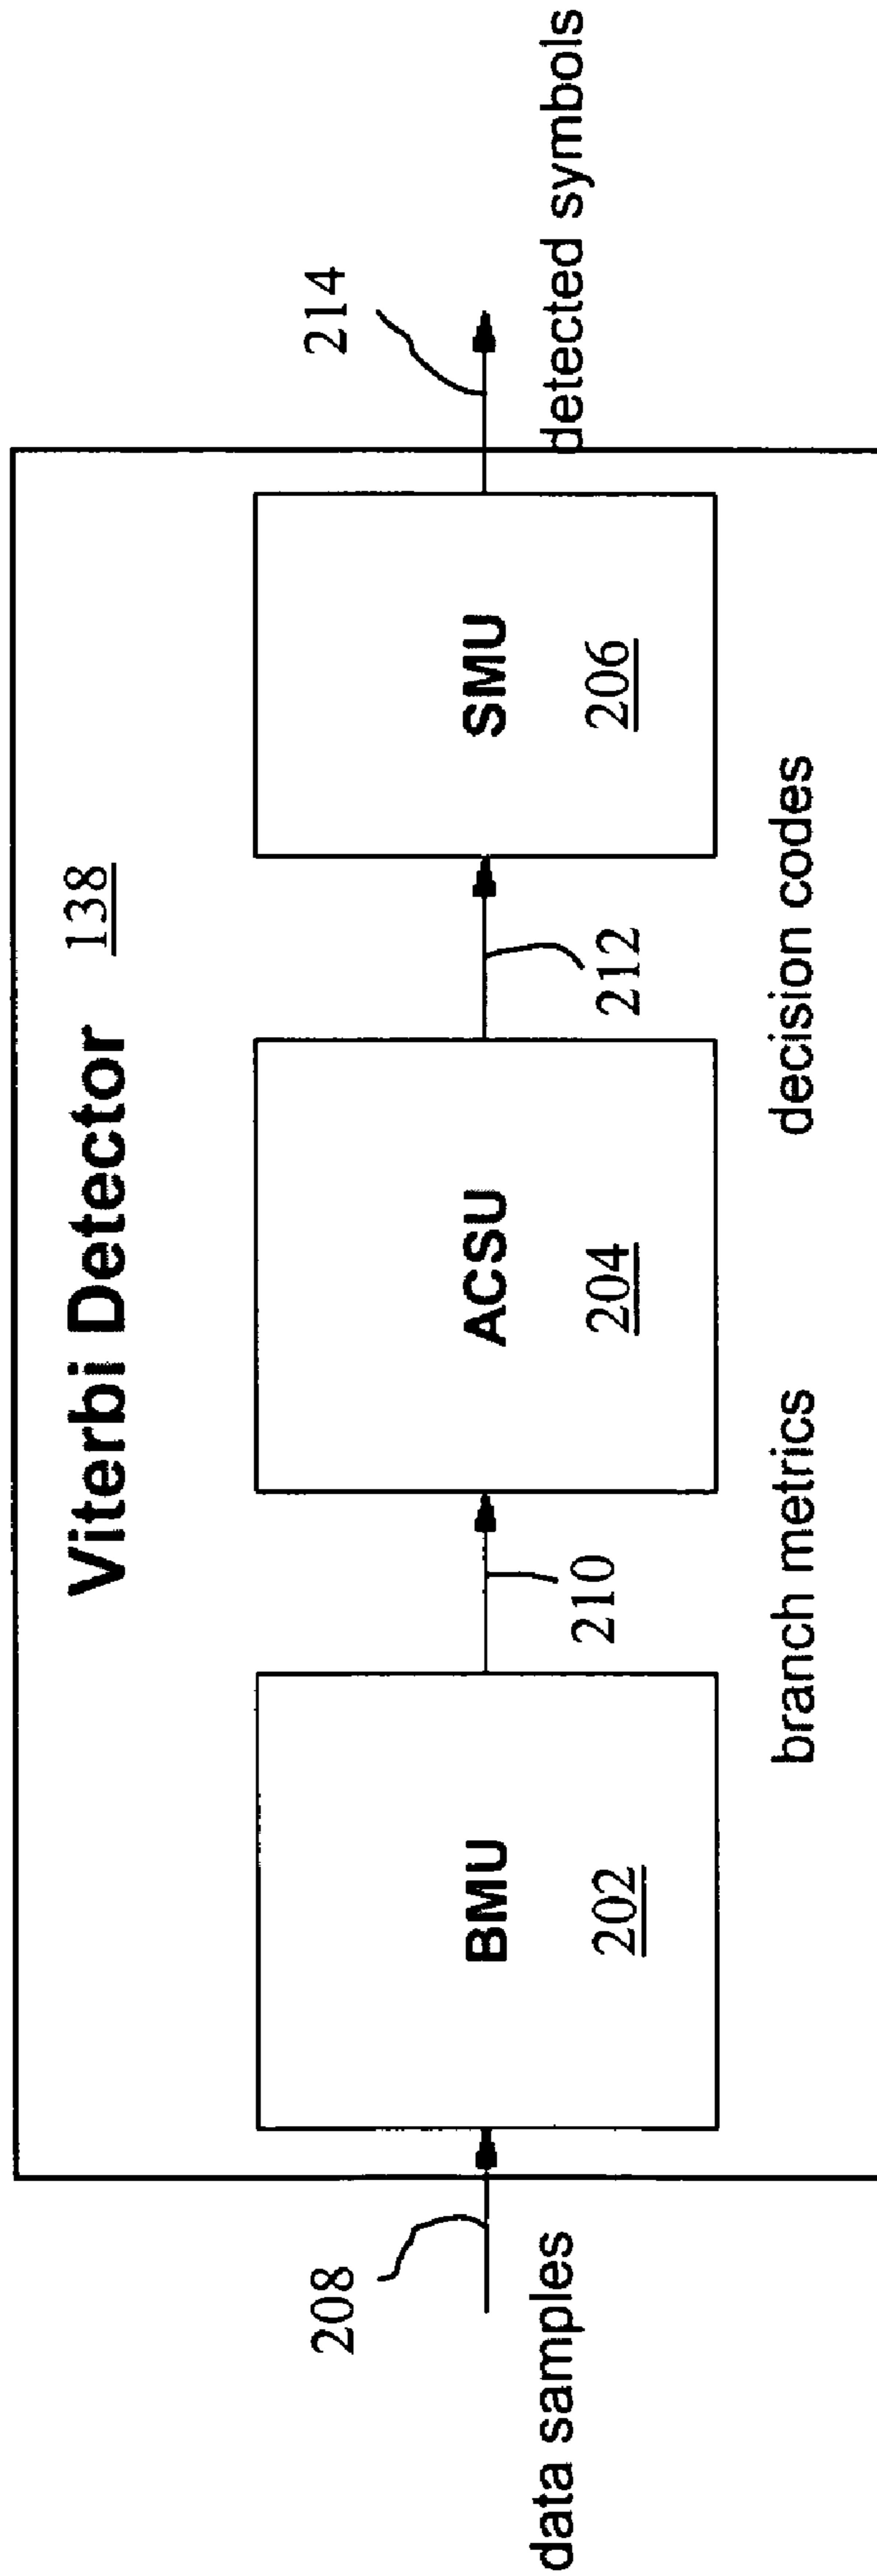 Viterbi Detector 138
208
data samples
BMU
202
210
branch metrics
ACSU
204
212
decision codes
SMU
206
214
detected symbols